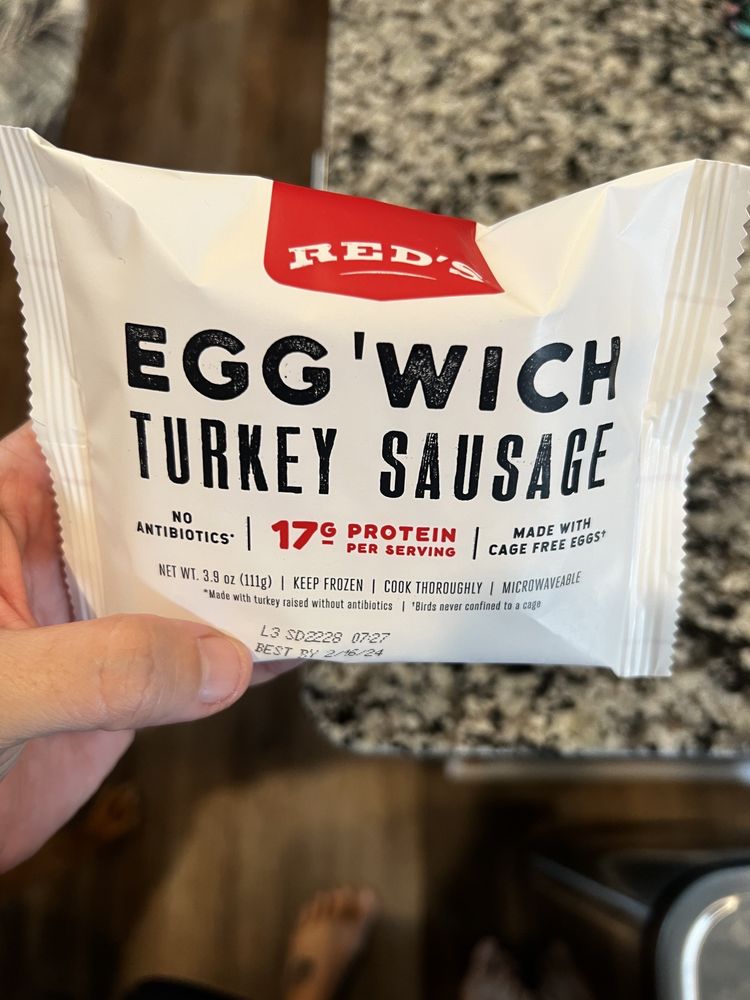 RED'S
EGG'WICH
TURKEY SAUSAGE
NO
ANTIBIOTICS*
17G PROTEIN
PER SERVING
MADE WITH
CAGE FREE EGGS†
NET WT. 3.9 oz (111g) | KEEP FROZEN | COOK THOROUGHLY | MICROWAVEABLE
*Made with turkey raised without antibiotics | †Birds never confined to a cage
L3 SD2228 07:27
BEST BY 2/16/24